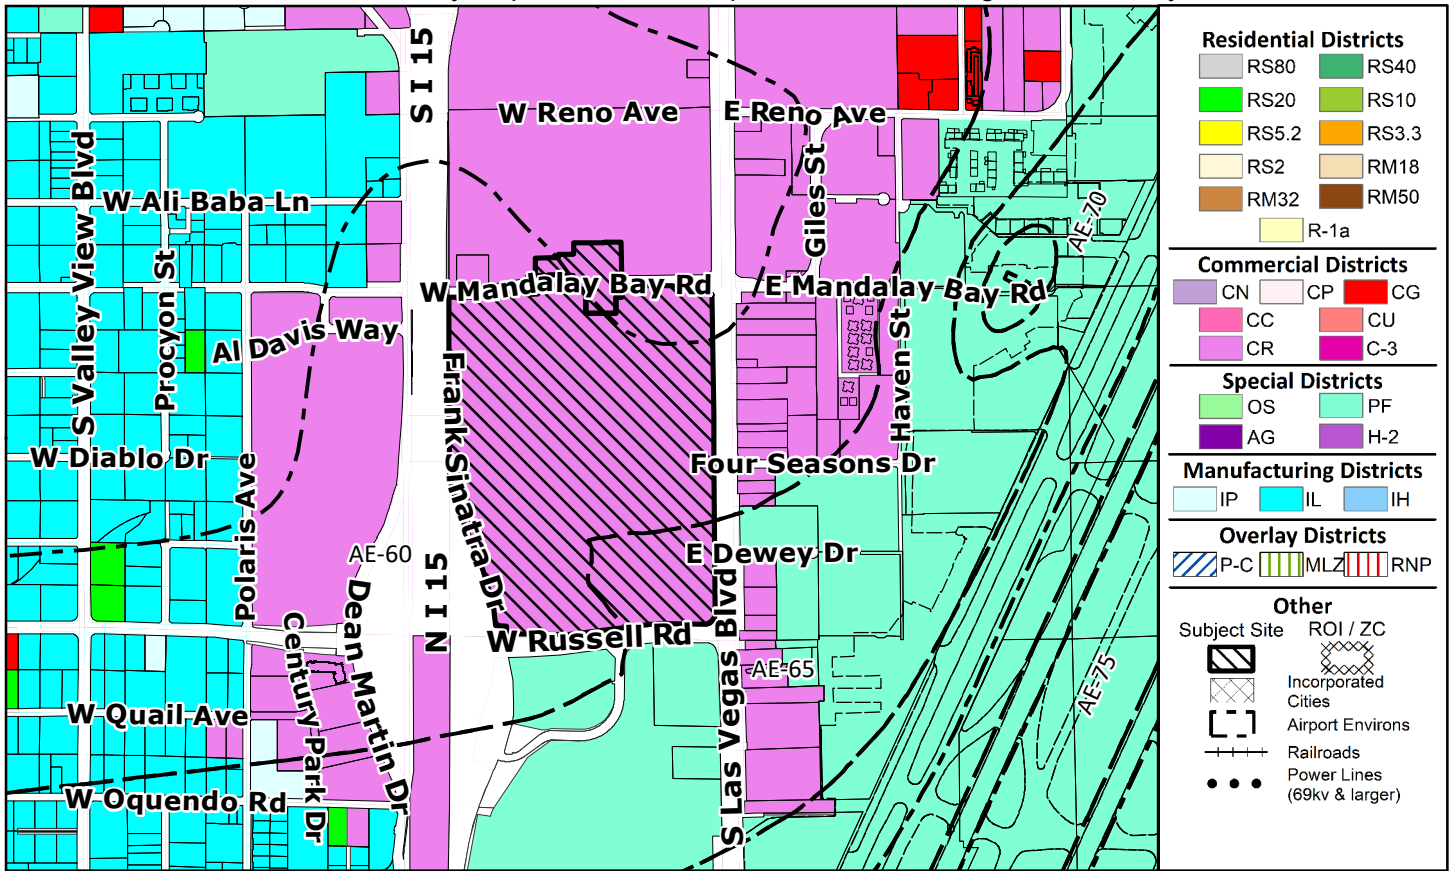 S I 15
W Reno Ave
E Reno Ave
S Valley View Blvd
W Ali Baba Ln
Procyon St
Giles St
AE-70
W Mandalay Bay Rd
E Mandalay Bay Rd
Al Davis Way
Frank Sinatra Dr
Haven St
W Diablo Dr
Four Seasons Dr
Polaris Ave
AE-60
E Dewey Dr
N I 15
Dean Martin Dr
Century Park Dr
W Russell Rd
S Las Vegas Blvd
AE-65
AE-75
W Quail Ave
W Oquendo Rd
Residential Districts
RS80 RS40
RS20 RS10
RS5.2 RS3.3
RS2 RM18
RM32 RM50
R-1a
Commercial Districts
CN CP CG
CC CU
CR C-3
Special Districts
OS PF
AG H-2
Manufacturing Districts
IP IL IH
Overlay Districts
P-C MLZ RNP
Other
Subject Site ROI / ZC
Incorporated
Cities
Airport Environs
Railroads
Power Lines
(69kv & larger)